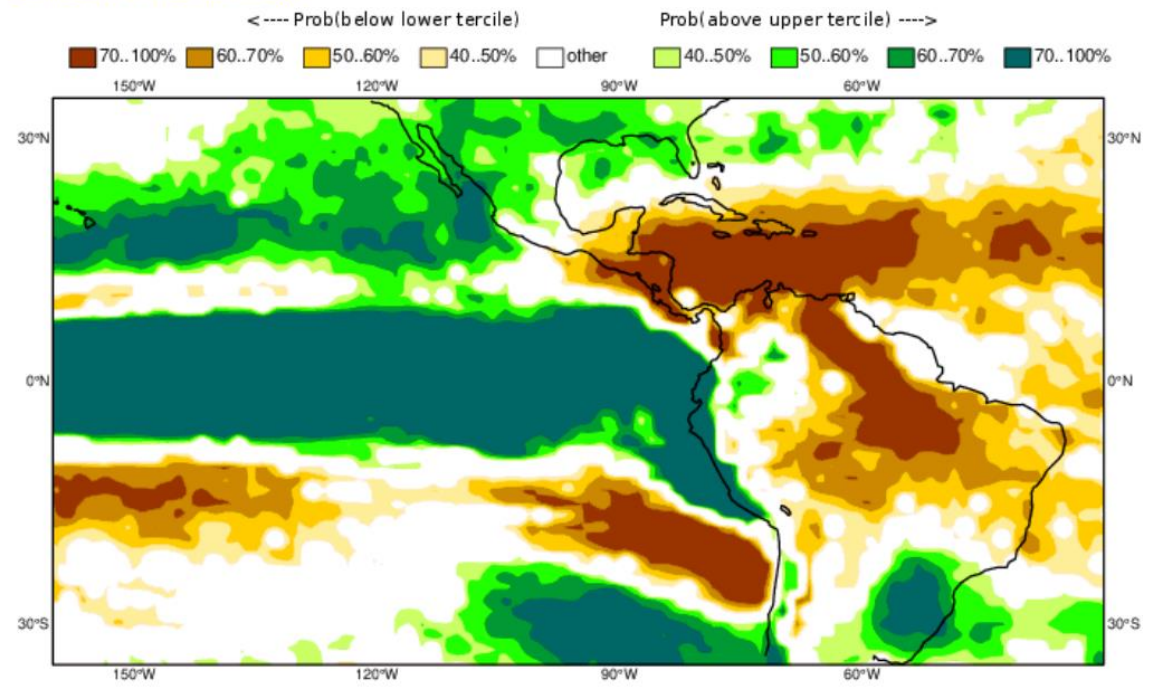 <---- Prob(below lower tercile) Prob(above upper tercile) ---->
70..100% 60..70% 50..60% 40..50% other 40..50% 50..60% 60..70% 70..100%
150°W 120°W 90°W 60°W
30°N 30°N
0°N 0°N
30°S 30°S
150°W 120°W 90°W 60°W